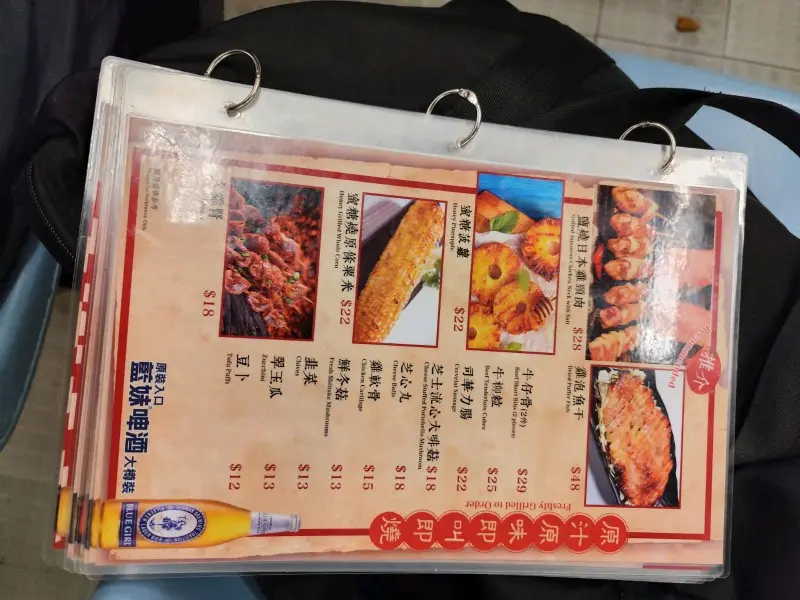 原汁原味即叫即燒
Freshly Grilled to Order
推介
Recommended
鹽燒日本雞頸肉 $28
Grilled Japanese Chicken Neck with Salt
雞泡魚干 $48
Dried Puffer Fish
蜜糖菠蘿 $22
Honey Pineapple
蜜糖燒原條粟米 $22
Honey Grilled Whole Corn
$18
牛仔骨(2件) $29
Beef Short Ribs (2 pieces)
牛柳粒 $25
Beef Tenderloin Cubes
司華力腸 $22
Cervelat Sausage
芝士流心大啡菇 $18
Cheese Stuffed Portobello Mushroom
芝心丸 $18
Cheese Balls
雞軟骨 $15
Chicken Cartilage
鮮冬菇 $13
Fresh Shiitake Mushrooms
韭菜 $13
Chives
翠玉瓜 $13
Zucchini
豆卜 $12
Tofu Puffs
原裝入口
藍妹啤酒 大樽裝
BLUE GIRL